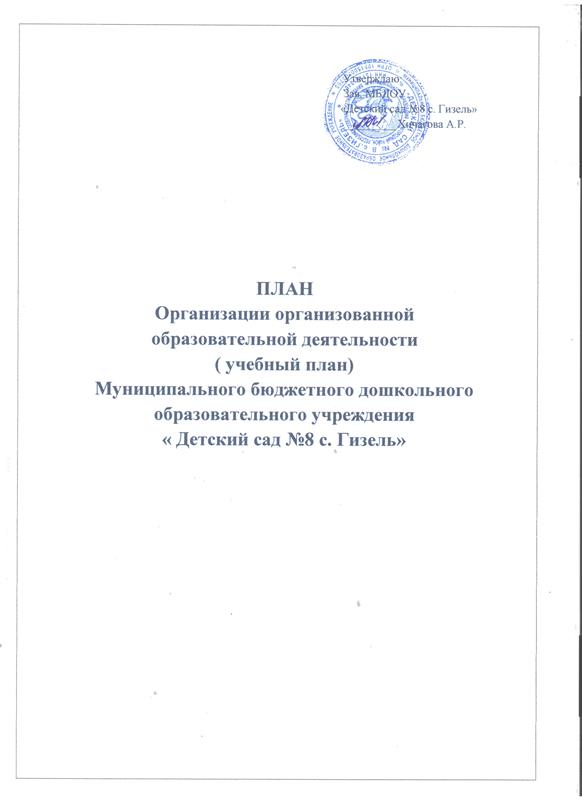 Утверждаю:
Зав. МБДОУ
"Детский сад №8 с. Гизель»
Хичагова А.Р.
ПЛАН
Организации организованной
образовательной деятельности
( учебный план)
Муниципального бюджетного дошкольного
образовательного учреждения
« Детский сад №8 с. Гизель»